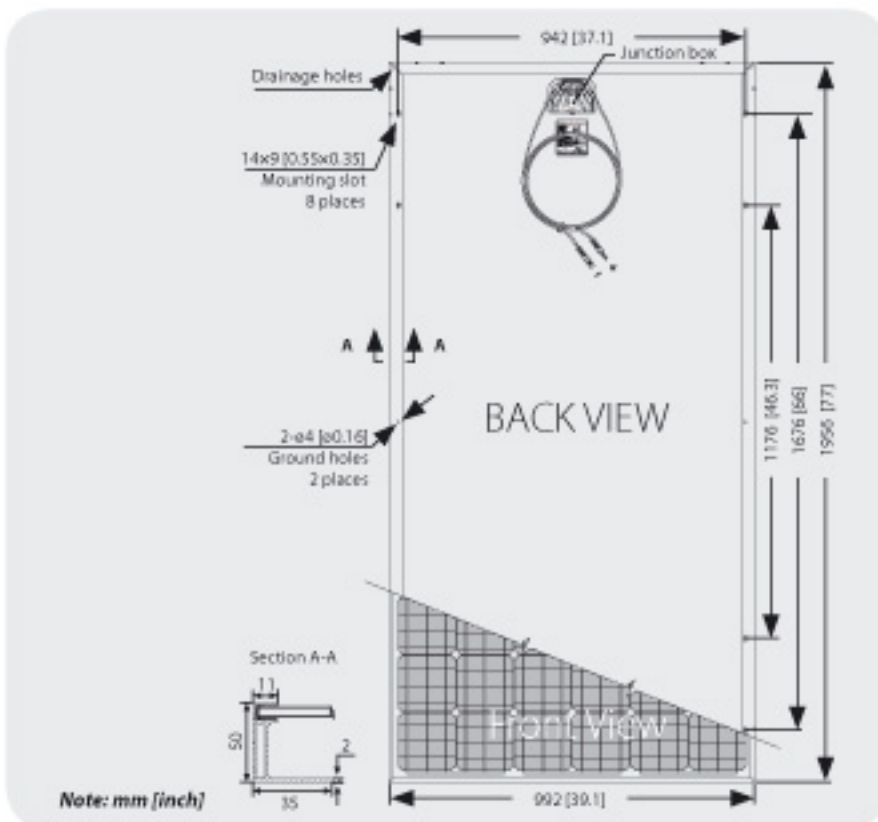 942 [37.1]
Junction box
Drainage holes
14x9 [0.55x0.35]
Mounting slot
8 places
A A
2-ø4 [ø0.16]
Ground holes
2 places
BACK VIEW
1176 [46.3]
1676 [66]
1956 [77]
Section A-A
11
50
2
35
Front View
Note: mm [inch]
992 [39.1]